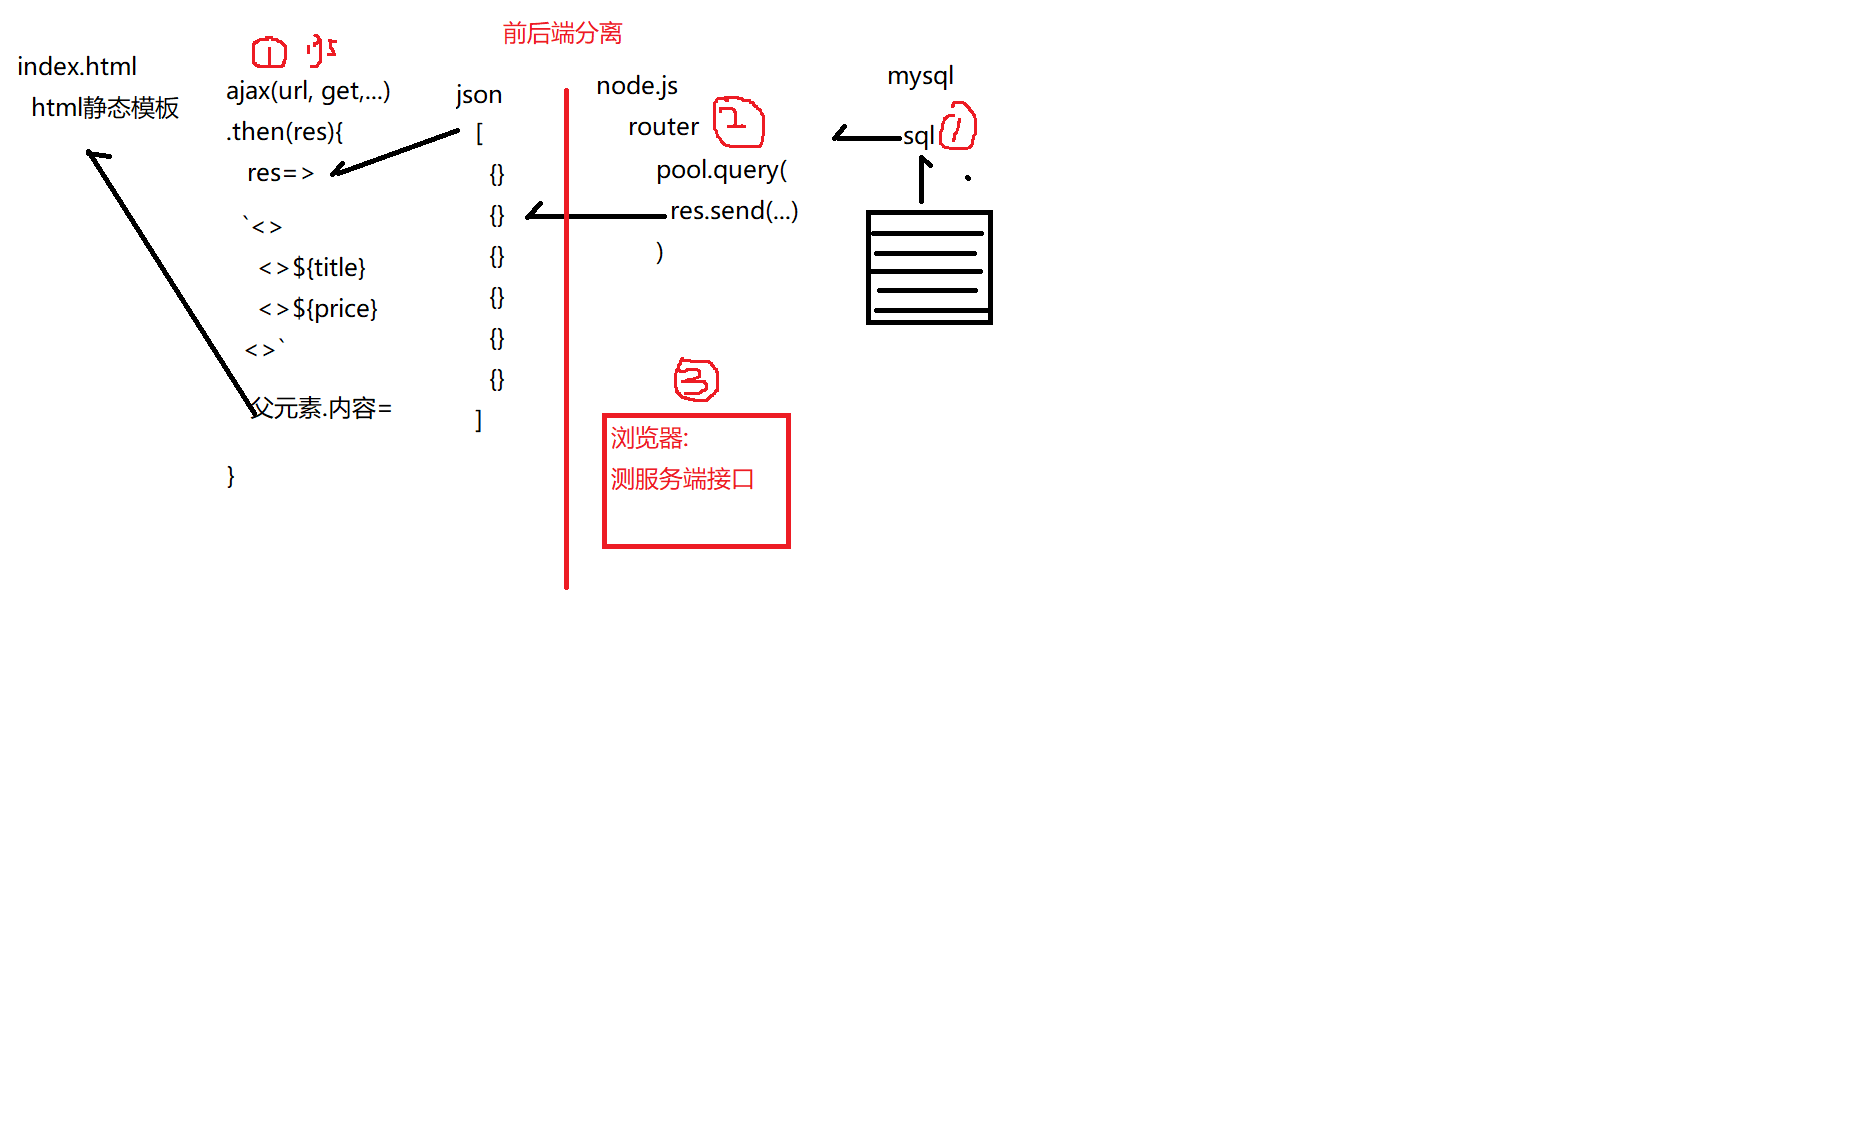 前后端分离
index.html
html静态模板
①
ajax(url, get,...)
.then(res){
res=>
`<>
<>${title}
<>${price}
<>`
父元素.内容=
}
json
[
{}
{}
{}
{}
{}
{}
]
node.js
router ②
pool.query(
res.send(...)
)
③
浏览器:
测服务端接口
mysql
sql ①